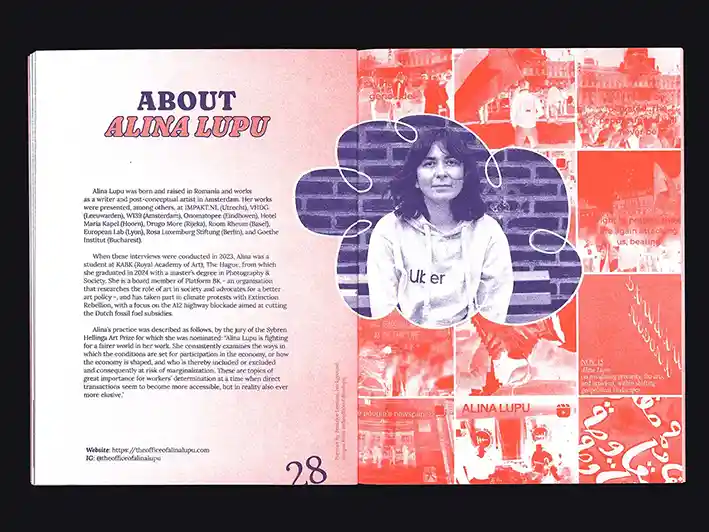 ABOUT
ALINA LUPU
Alina Lupu was born and raised in Romania and works
as a writer and post-conceptual artist in Amsterdam. Her works
were presented, among others, at IMPAKT.NL (Utrecht), VHDG
(Leeuwarden), W139 (Amsterdam), Onomatopee (Eindhoven), Hotel
Maria Kapel (Hoorn), Drugo More (Rijeka), Room Rheum (Basel),
European Lab (Lyon), Rosa Luxemburg Stiftung (Berlin), and Goethe
Institut (Bucharest).
When these interviews were conducted in 2023, Alina was a
student at KABK (Royal Academy of Art), The Hague, from which
she graduated in 2024 with a master's degree in Photography &
Society. She is a board member of Platform BK – an organisation
that researches the role of art in society and advocates for a better
art policy – and has taken part in climate protests with Extinction
Rebellion, with a focus on the A12 highway blockade aimed at cutting
the Dutch fossil fuel subsidies.
Alina's practice was described as follows, by the jury of the Sybren
Hellinga Art Prize for which she was nominated: "Alina Lupu is fighting
for a fairer world in her work. She consistently examines the ways in
which the conditions are set for participation in the economy, or how
the economy is shaped, and who is thereby included or excluded
and consequently at risk of marginalization. These are topics of
great importance for workers' determination at a time when direct
transactions seem to become more accessible, but in reality also ever
more elusive."
Website: https://theofficeofalinalupu.com
IG: @theofficeofalinalupu
28
Uber
never be
again attacking
us, beating
Alina Lupu
ALINA LUPU